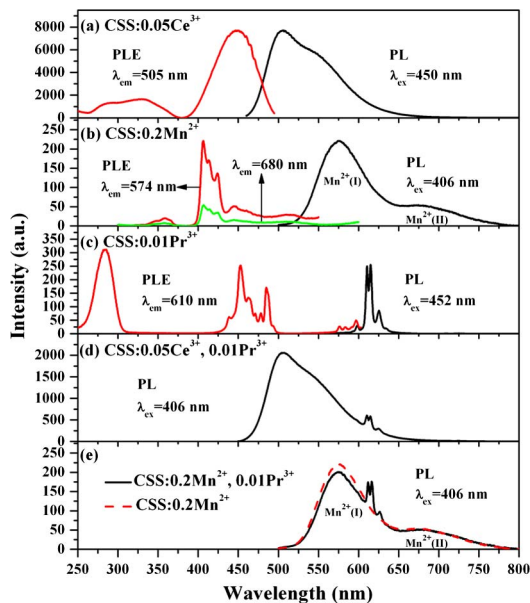 (a) CSS:0.05Ce³⁺
PLE
λem=505 nm
PL
λex=450 nm
8000
6000
4000
2000
0
(b) CSS:0.2Mn²⁺
PLE
λem=574 nm
λem=680 nm
PL
λex=406 nm
Mn²⁺(I)
Mn²⁺(II)
250
200
150
100
50
0
(c) CSS:0.01Pr³⁺
PLE
λem=610 nm
PL
λex=452 nm
350
300
250
200
150
100
50
0
(d) CSS:0.05Ce³⁺, 0.01Pr³⁺
PL
λex=406 nm
2000
1500
1000
500
0
(e)
CSS:0.2Mn²⁺, 0.01Pr³⁺
CSS:0.2Mn²⁺
PL
λex=406 nm
Mn²⁺(I)
Mn²⁺(II)
250
200
150
100
50
0
250 300 350 400 450 500 550 600 650 700 750 800
Wavelength (nm)
Intensity (a.u.)